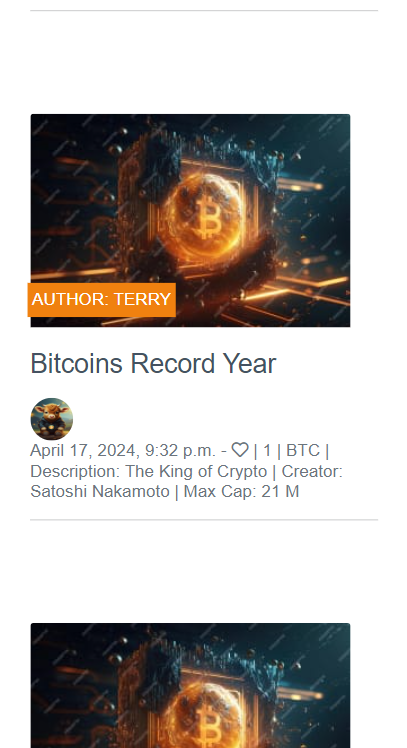 AUTHOR: TERRY
Bitcoins Record Year
April 17, 2024, 9:32 p.m. - ♡ | 1 | BTC |
Description: The King of Crypto | Creator:
Satoshi Nakamoto | Max Cap: 21 M